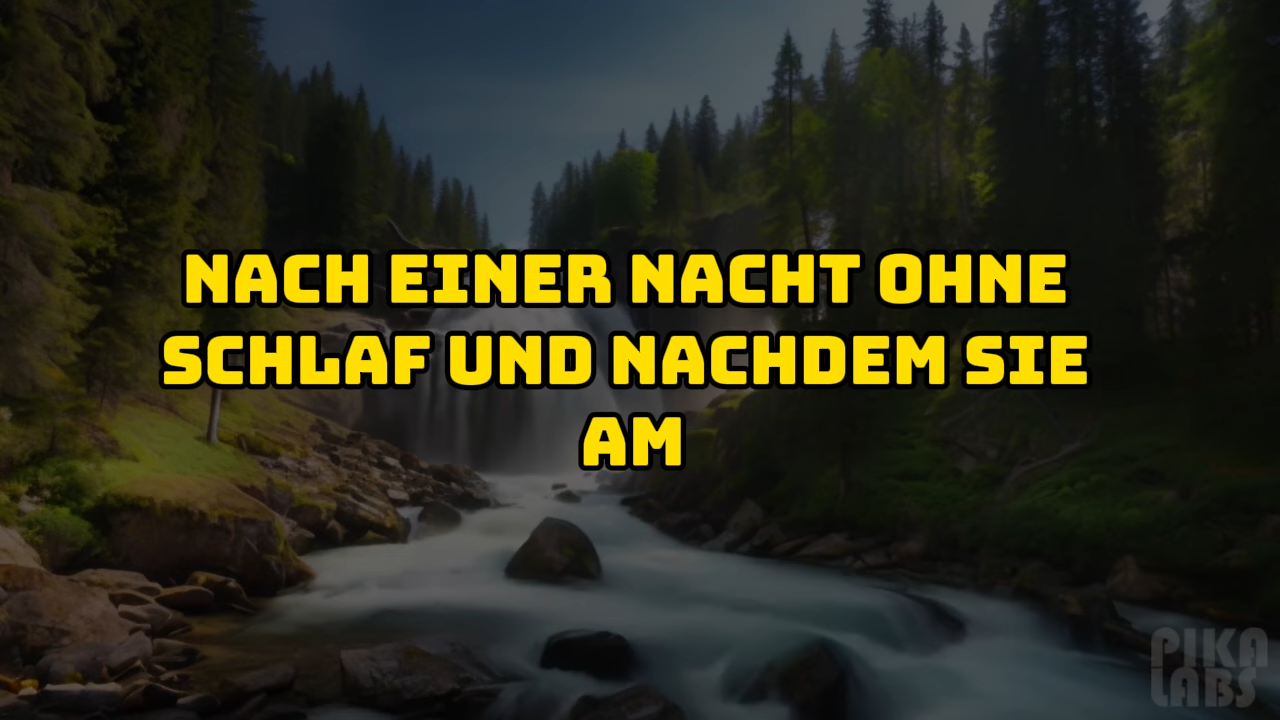 NACH EINER NACHT OHNE
SCHLAF UND NACHDEM SIE
AM
PIKA
LABS